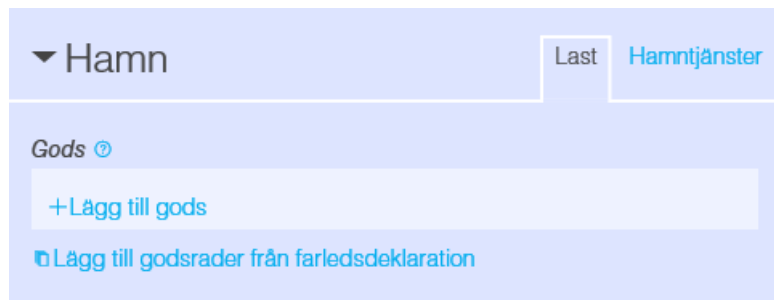 Hamn
Last
Hamntjänster
Gods
+Lägg till gods
Lägg till godsrader från farledsdeklaration